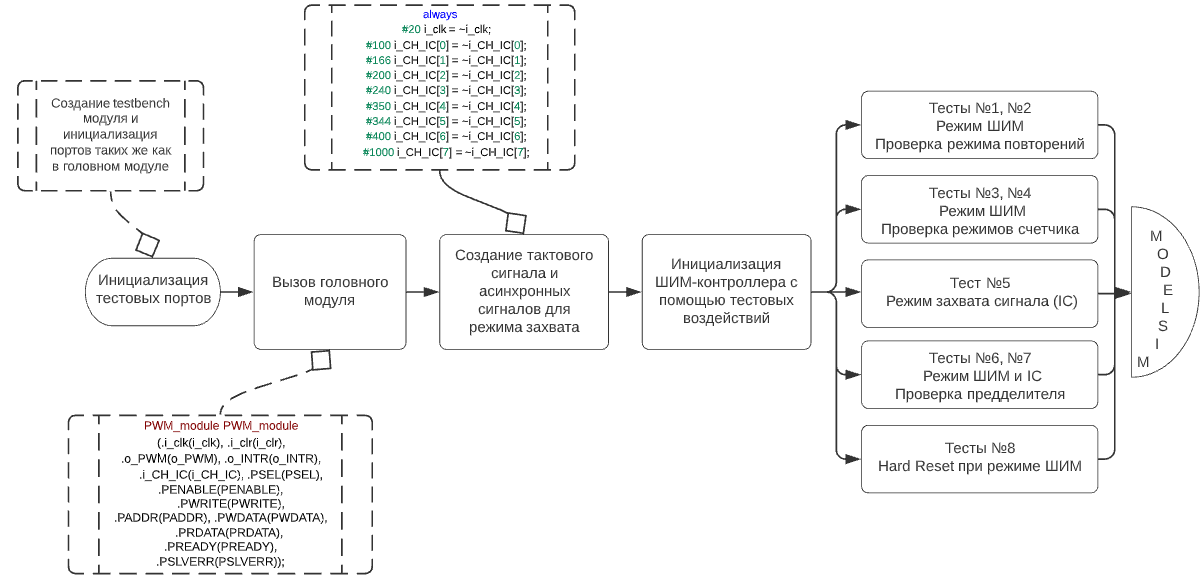 always
#20 i_clk = ~i_clk;
#100 i_CH_IC[0] = ~i_CH_IC[0];
#166 i_CH_IC[1] = ~i_CH_IC[1];
#200 i_CH_IC[2] = ~i_CH_IC[2];
#240 i_CH_IC[3] = ~i_CH_IC[3];
#350 i_CH_IC[4] = ~i_CH_IC[4];
#344 i_CH_IC[5] = ~i_CH_IC[5];
#400 i_CH_IC[6] = ~i_CH_IC[6];
#1000 i_CH_IC[7] = ~i_CH_IC[7];
Создание testbench
модуля и
инициализация
портов таких же как
в головном модуле
Инициализация
тестовых портов
Вызов головного
модуля
Создание тактового
сигнала и
асинхронных
сигналов для
режима захвата
Инициализация
ШИМ-контроллера с
помощью тестовых
воздействий
PWM_module PWM_module
(.i_clk(i_clk), .i_clr(i_clr),
.o_PWM(o_PWM), .o_INTR(o_INTR),
.i_CH_IC(i_CH_IC), .PSEL(PSEL),
.PENABLE(PENABLE),
.PWRITE(PWRITE),
.PADDR(PADDR), .PWDATA(PWDATA),
.PRDATA(PRDATA),
.PREADY(PREADY),
.PSLVERR(PSLVERR));
Тесты №1, №2
Режим ШИМ
Проверка режима повторений
Тесты №3, №4
Режим ШИМ
Проверка режимов счетчика
Тест №5
Режим захвата сигнала (IC)
Тесты №6, №7
Режим ШИМ и IC
Проверка предделителя
Тесты №8
Hard Reset при режиме ШИМ
MODELSIM